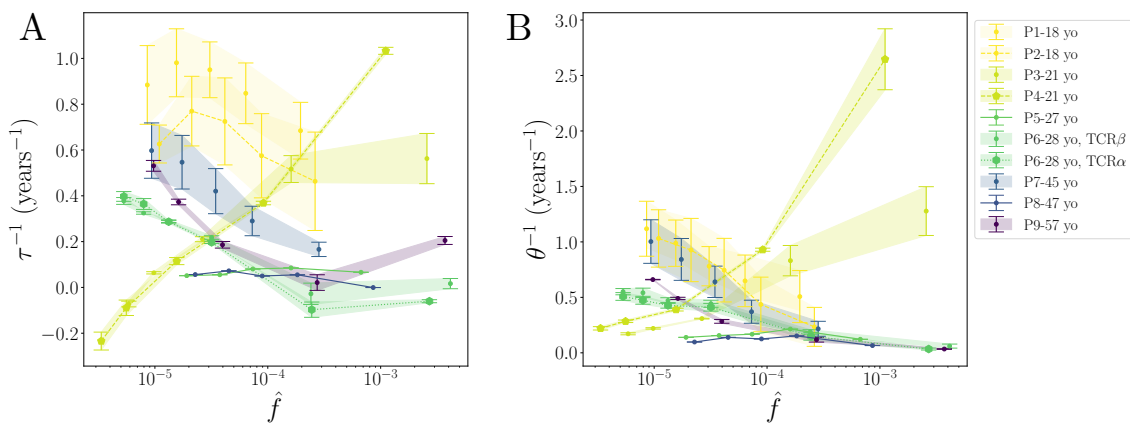 A
τ⁻¹ (years⁻¹)
1.0
0.8
0.6
0.4
0.2
0.0
−0.2
10⁻⁵
10⁻⁴
10⁻³
f̂
B
θ⁻¹ (years⁻¹)
3.0
2.5
2.0
1.5
1.0
0.5
0.0
10⁻⁵
10⁻⁴
10⁻³
f̂
P1-18 yo
P2-18 yo
P3-21 yo
P4-21 yo
P5-27 yo
P6-28 yo, TCRβ
P6-28 yo, TCRα
P7-45 yo
P8-47 yo
P9-57 yo